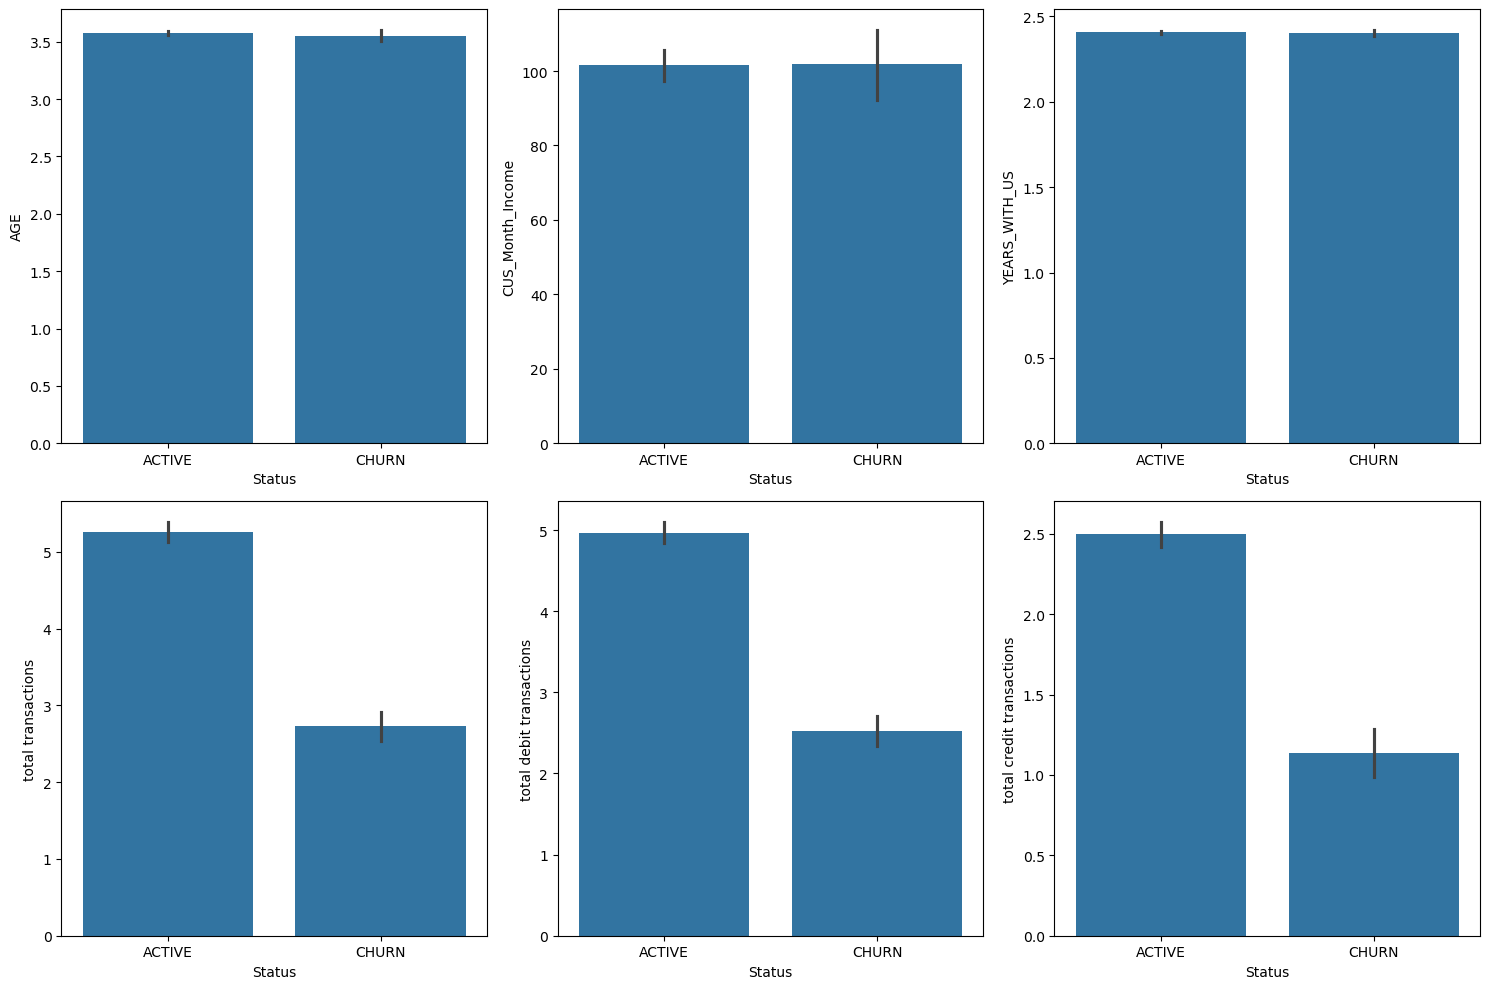 AGE
3.5
3.0
2.5
2.0
1.5
1.0
0.5
0.0
ACTIVE CHURN
Status
CUS_Month_Income
100
80
60
40
20
0
ACTIVE CHURN
Status
YEARS_WITH_US
2.5
2.0
1.5
1.0
0.5
0.0
ACTIVE CHURN
Status
total transactions
5
4
3
2
1
0
ACTIVE CHURN
Status
total debit transactions
5
4
3
2
1
0
ACTIVE CHURN
Status
total credit transactions
2.5
2.0
1.5
1.0
0.5
0.0
ACTIVE CHURN
Status